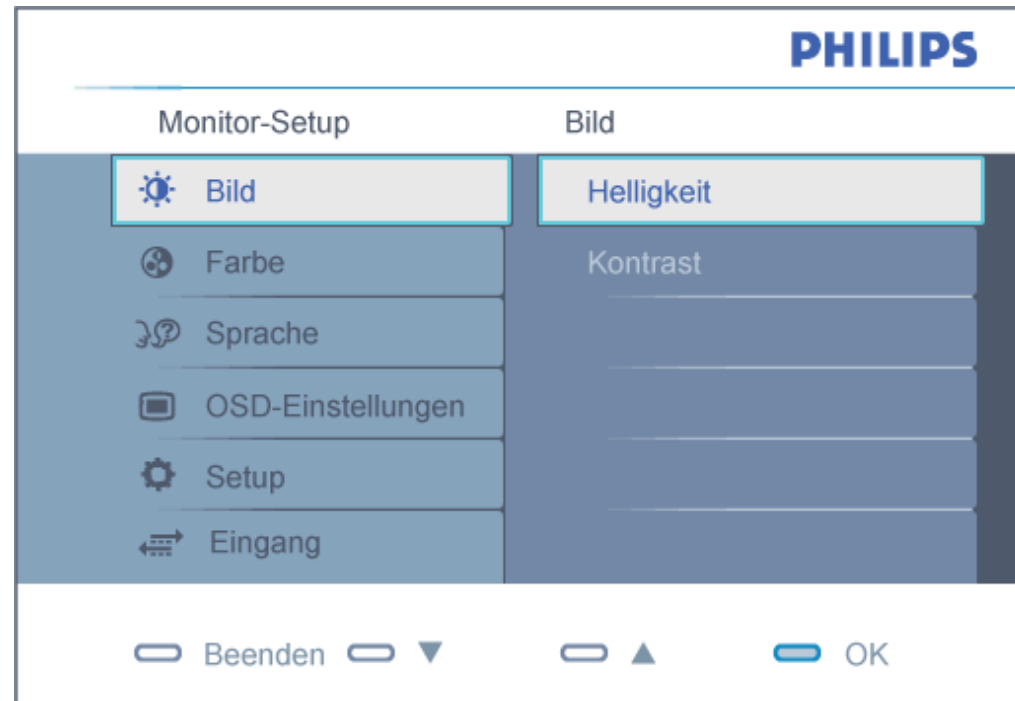 PHILIPS
Monitor-Setup Bild
Bild Helligkeit
Farbe Kontrast
Sprache
OSD-Einstellungen
Setup
Eingang
Beenden ▼ ▲ OK